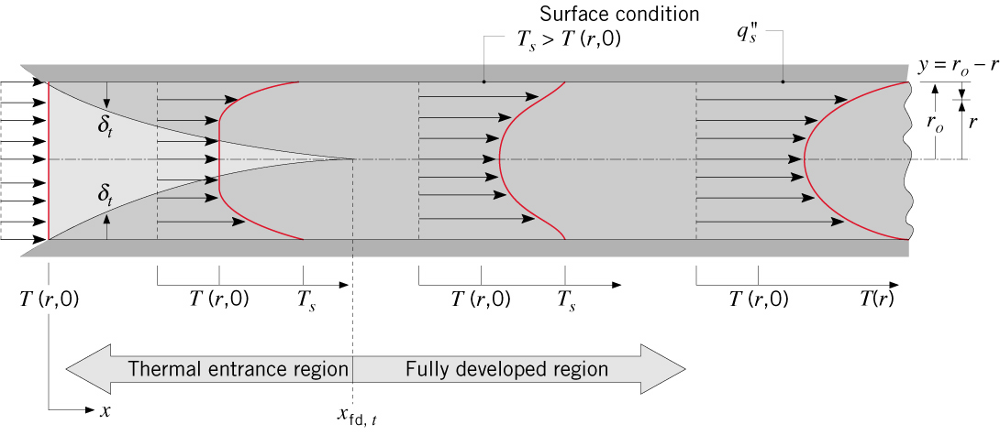 Surface condition
T_s > T (r,0)
q_s"
y = r_o – r
δ_t
r_o
r
δ_t
T (r,0)
T (r,0)
T_s
T (r,0)
T_s
T (r,0)
T(r)
Thermal entrance region
Fully developed region
x
x_fd, t